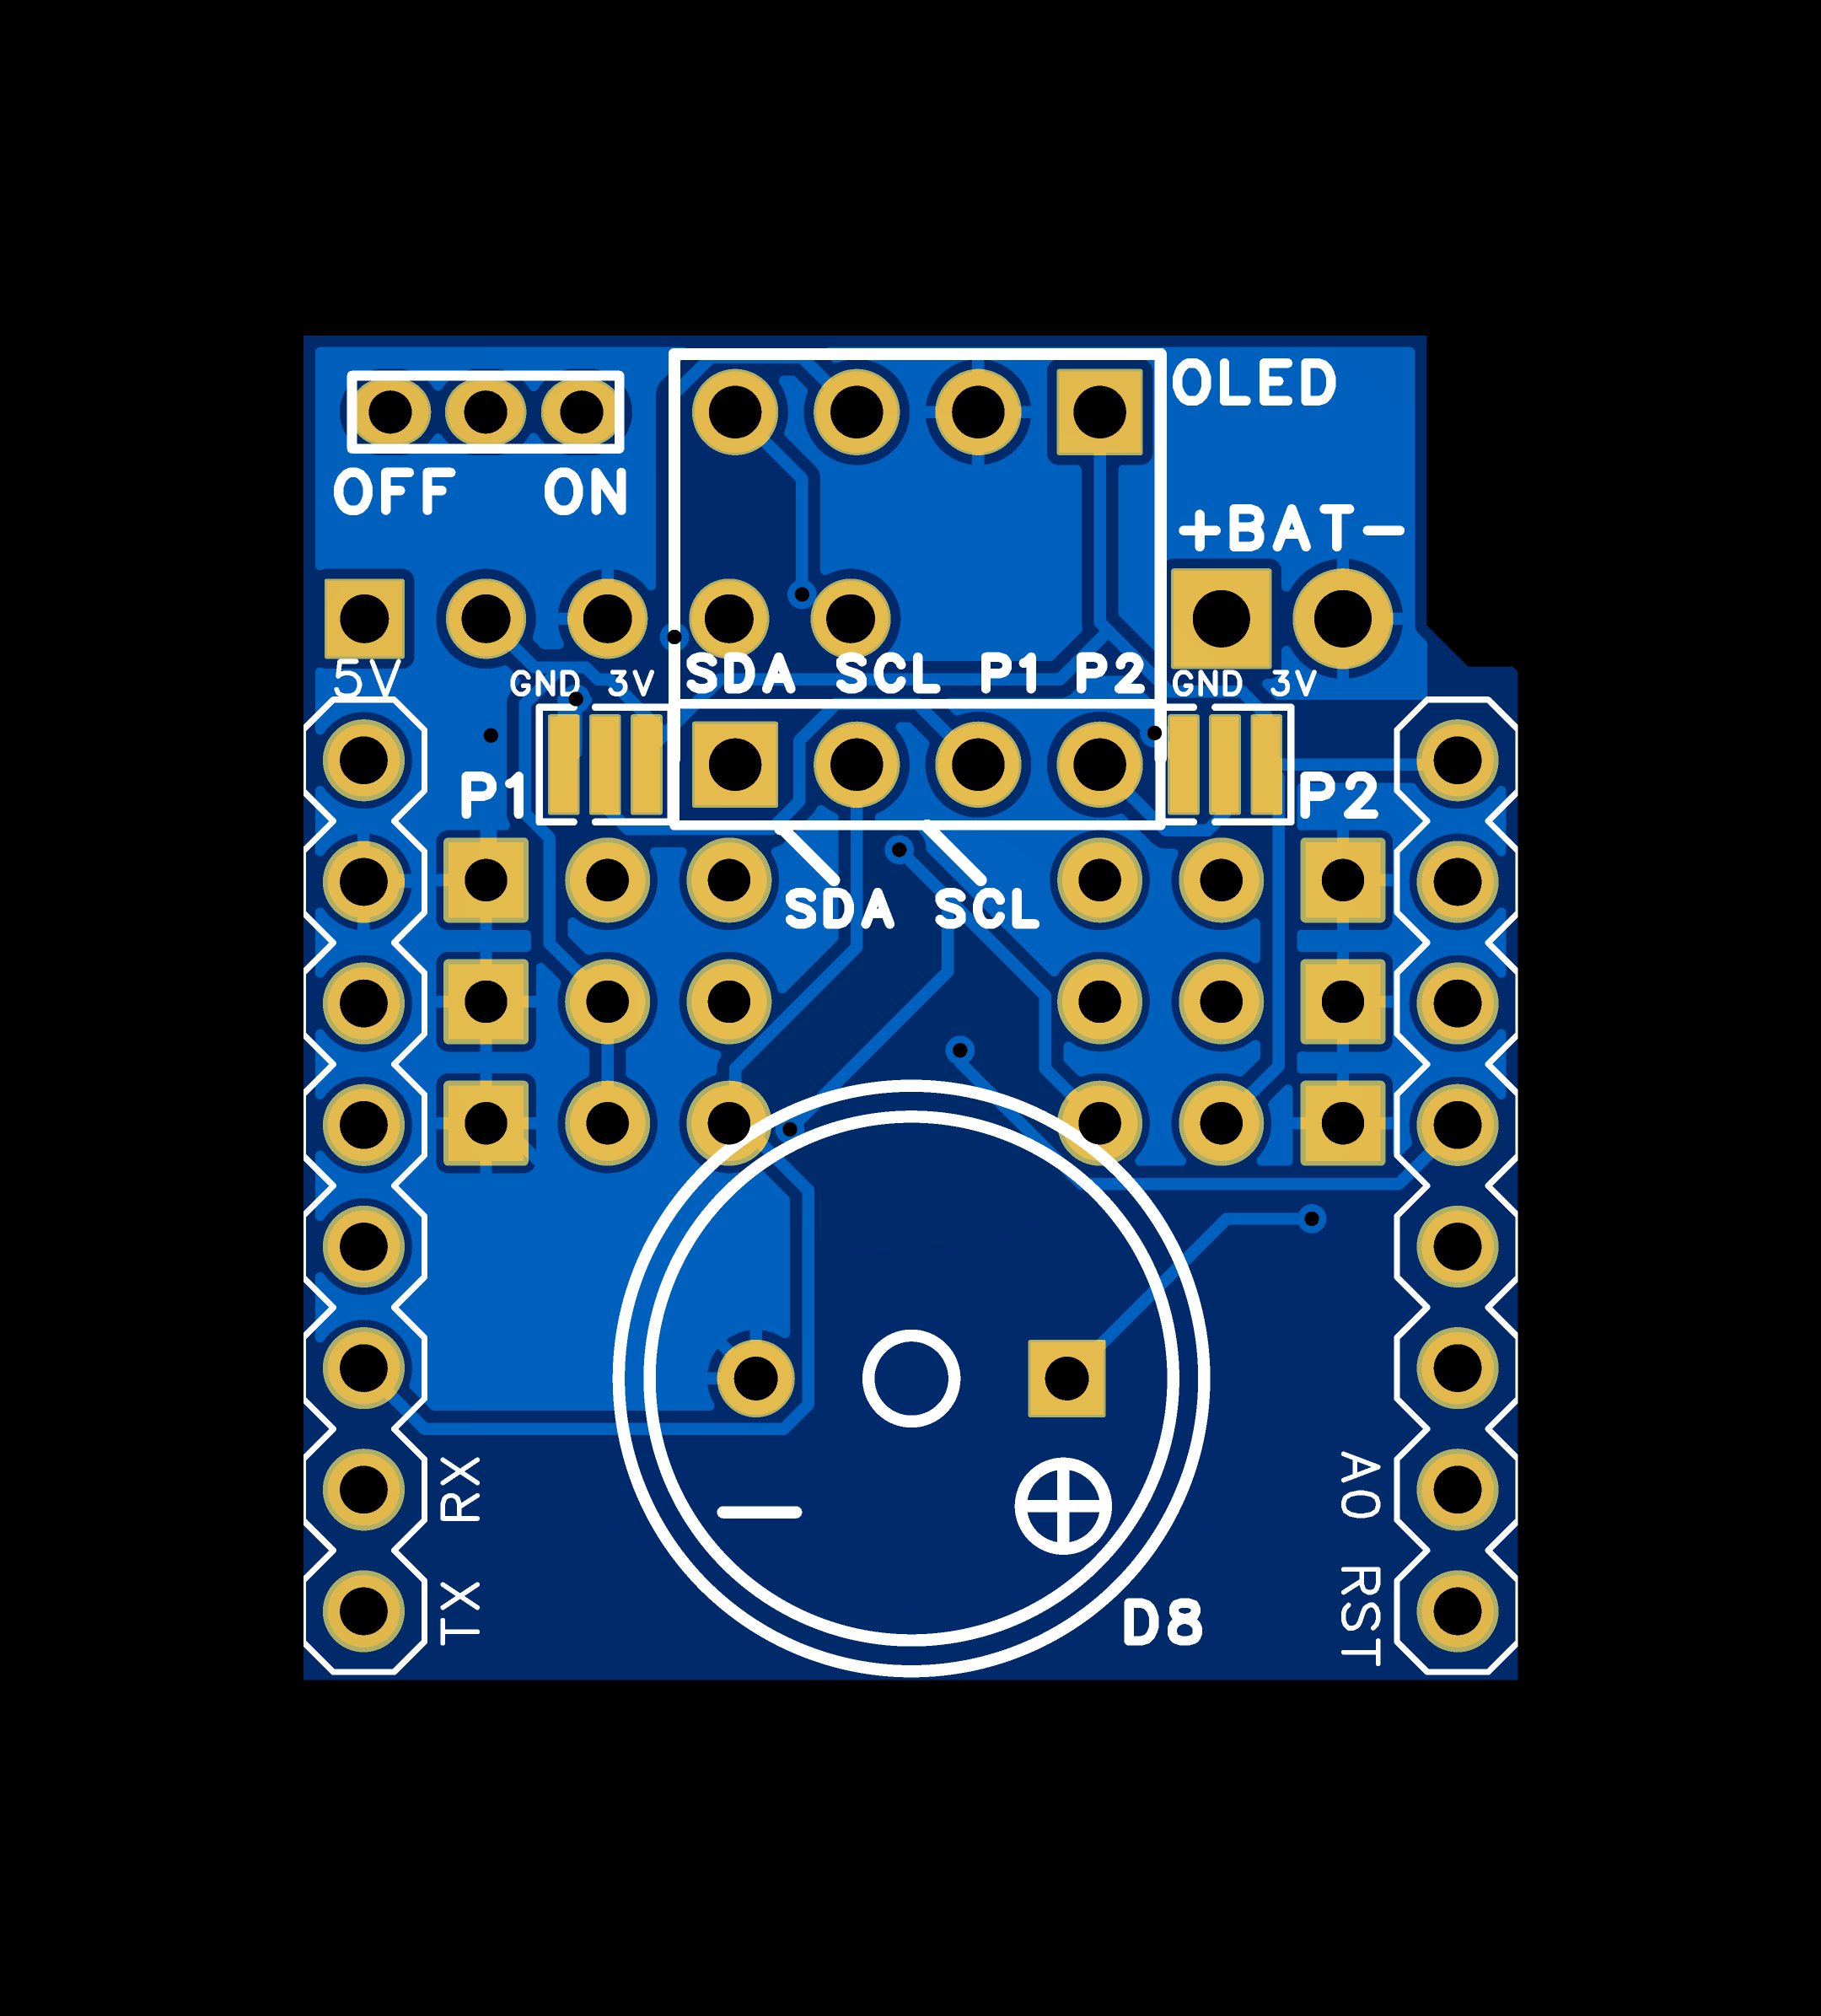 OLED
OFF ON
+BAT-
5V
GND 3V
SDA SCL P1 P2
GND 3V
P1
P2
SDA SCL
RX
TX
A0
RST
D8